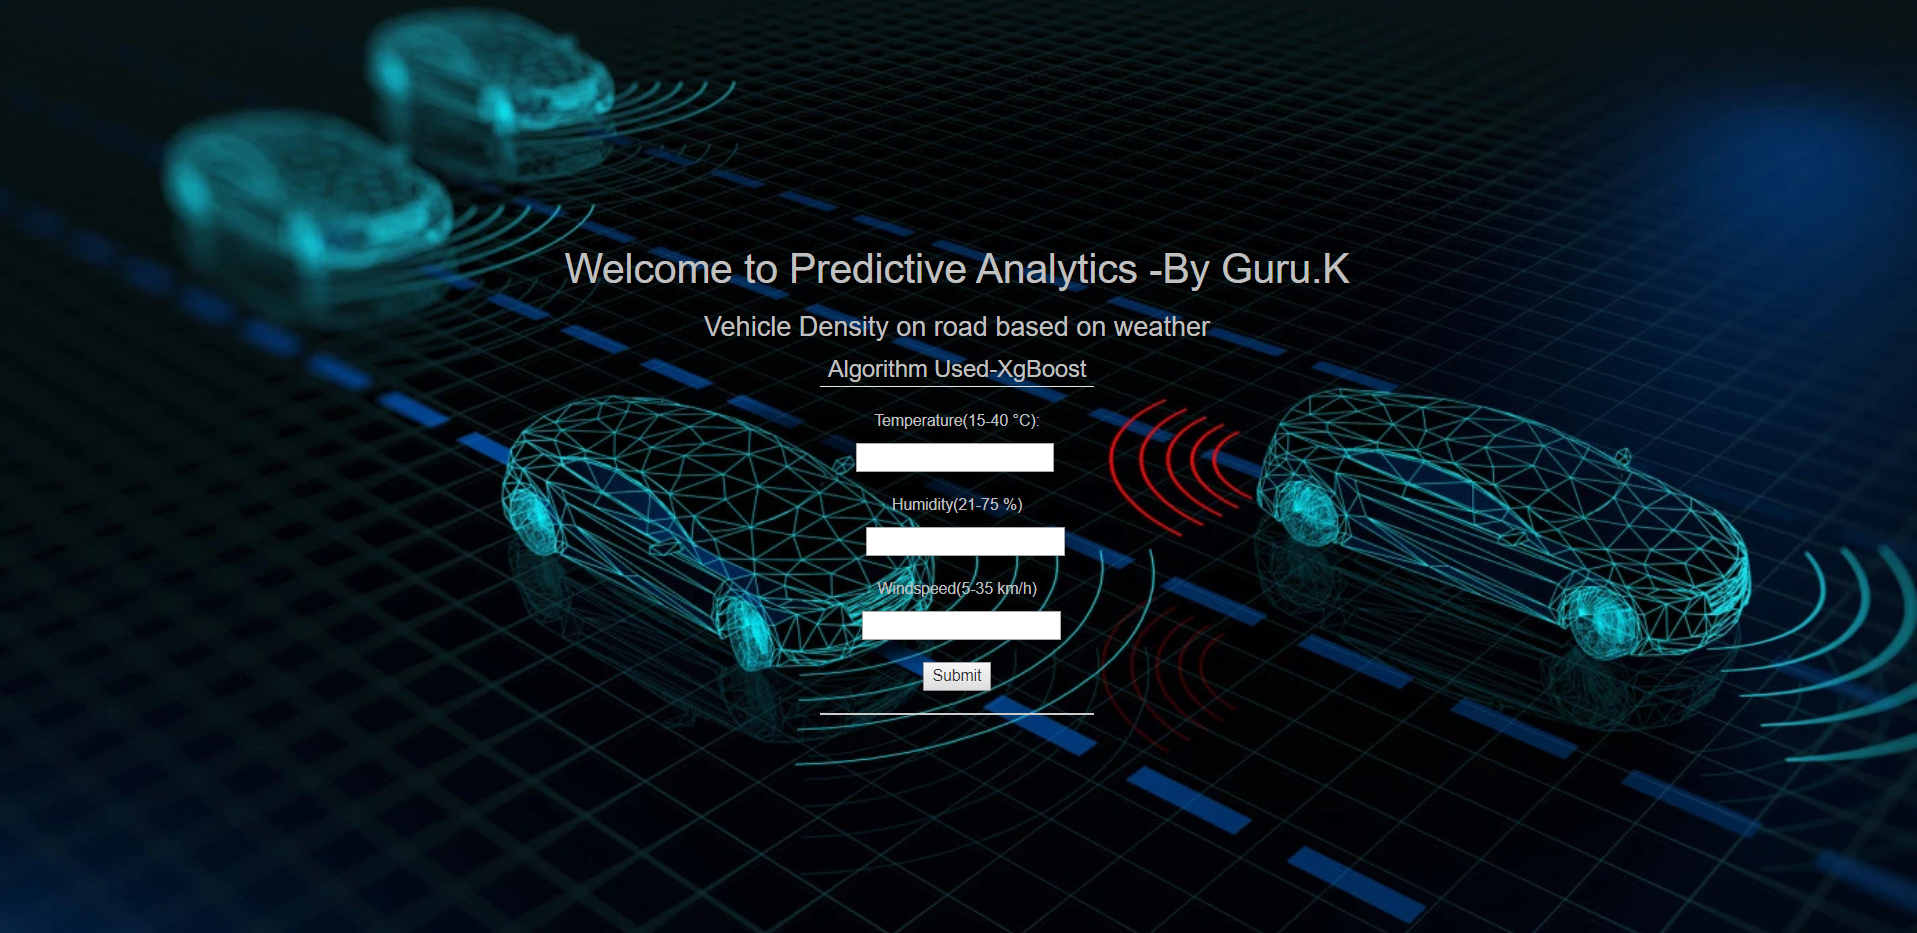 Welcome to Predictive Analytics -By Guru.K
Vehicle Density on road based on weather
Algorithm Used-XgBoost
Temperature(15-40 °C):
Humidity(21-75 %)
Windspeed(5-35 km/h)
Submit